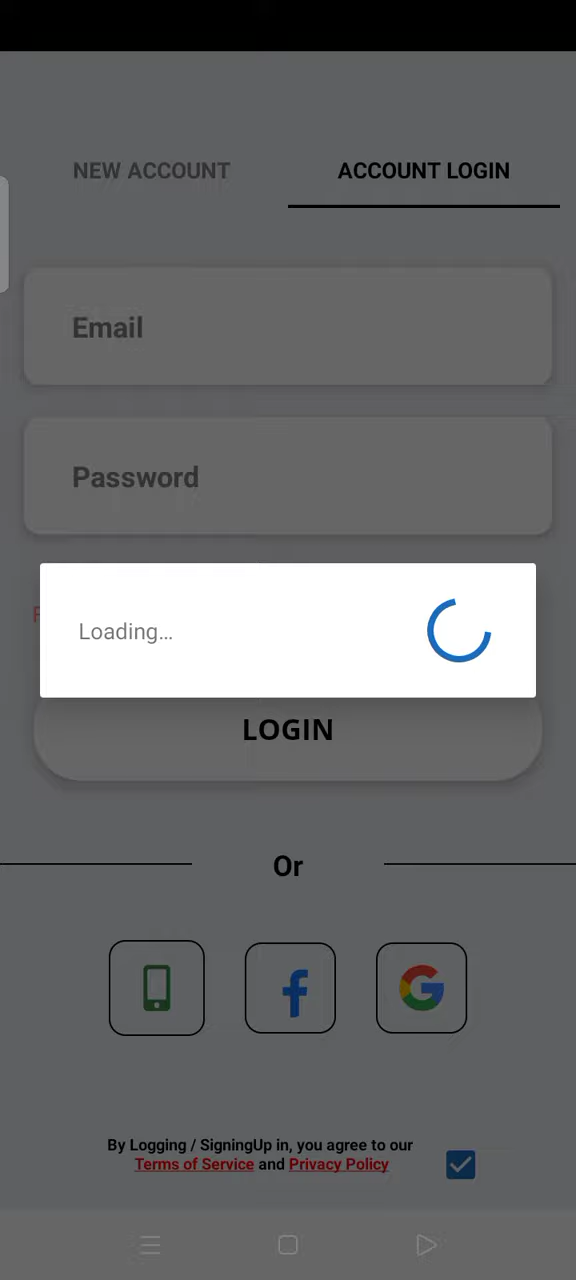 NEW ACCOUNT
ACCOUNT LOGIN
Email
Password
Loading...
LOGIN
Or
By Logging / SigningUp in, you agree to our
Terms of Service and Privacy Policy